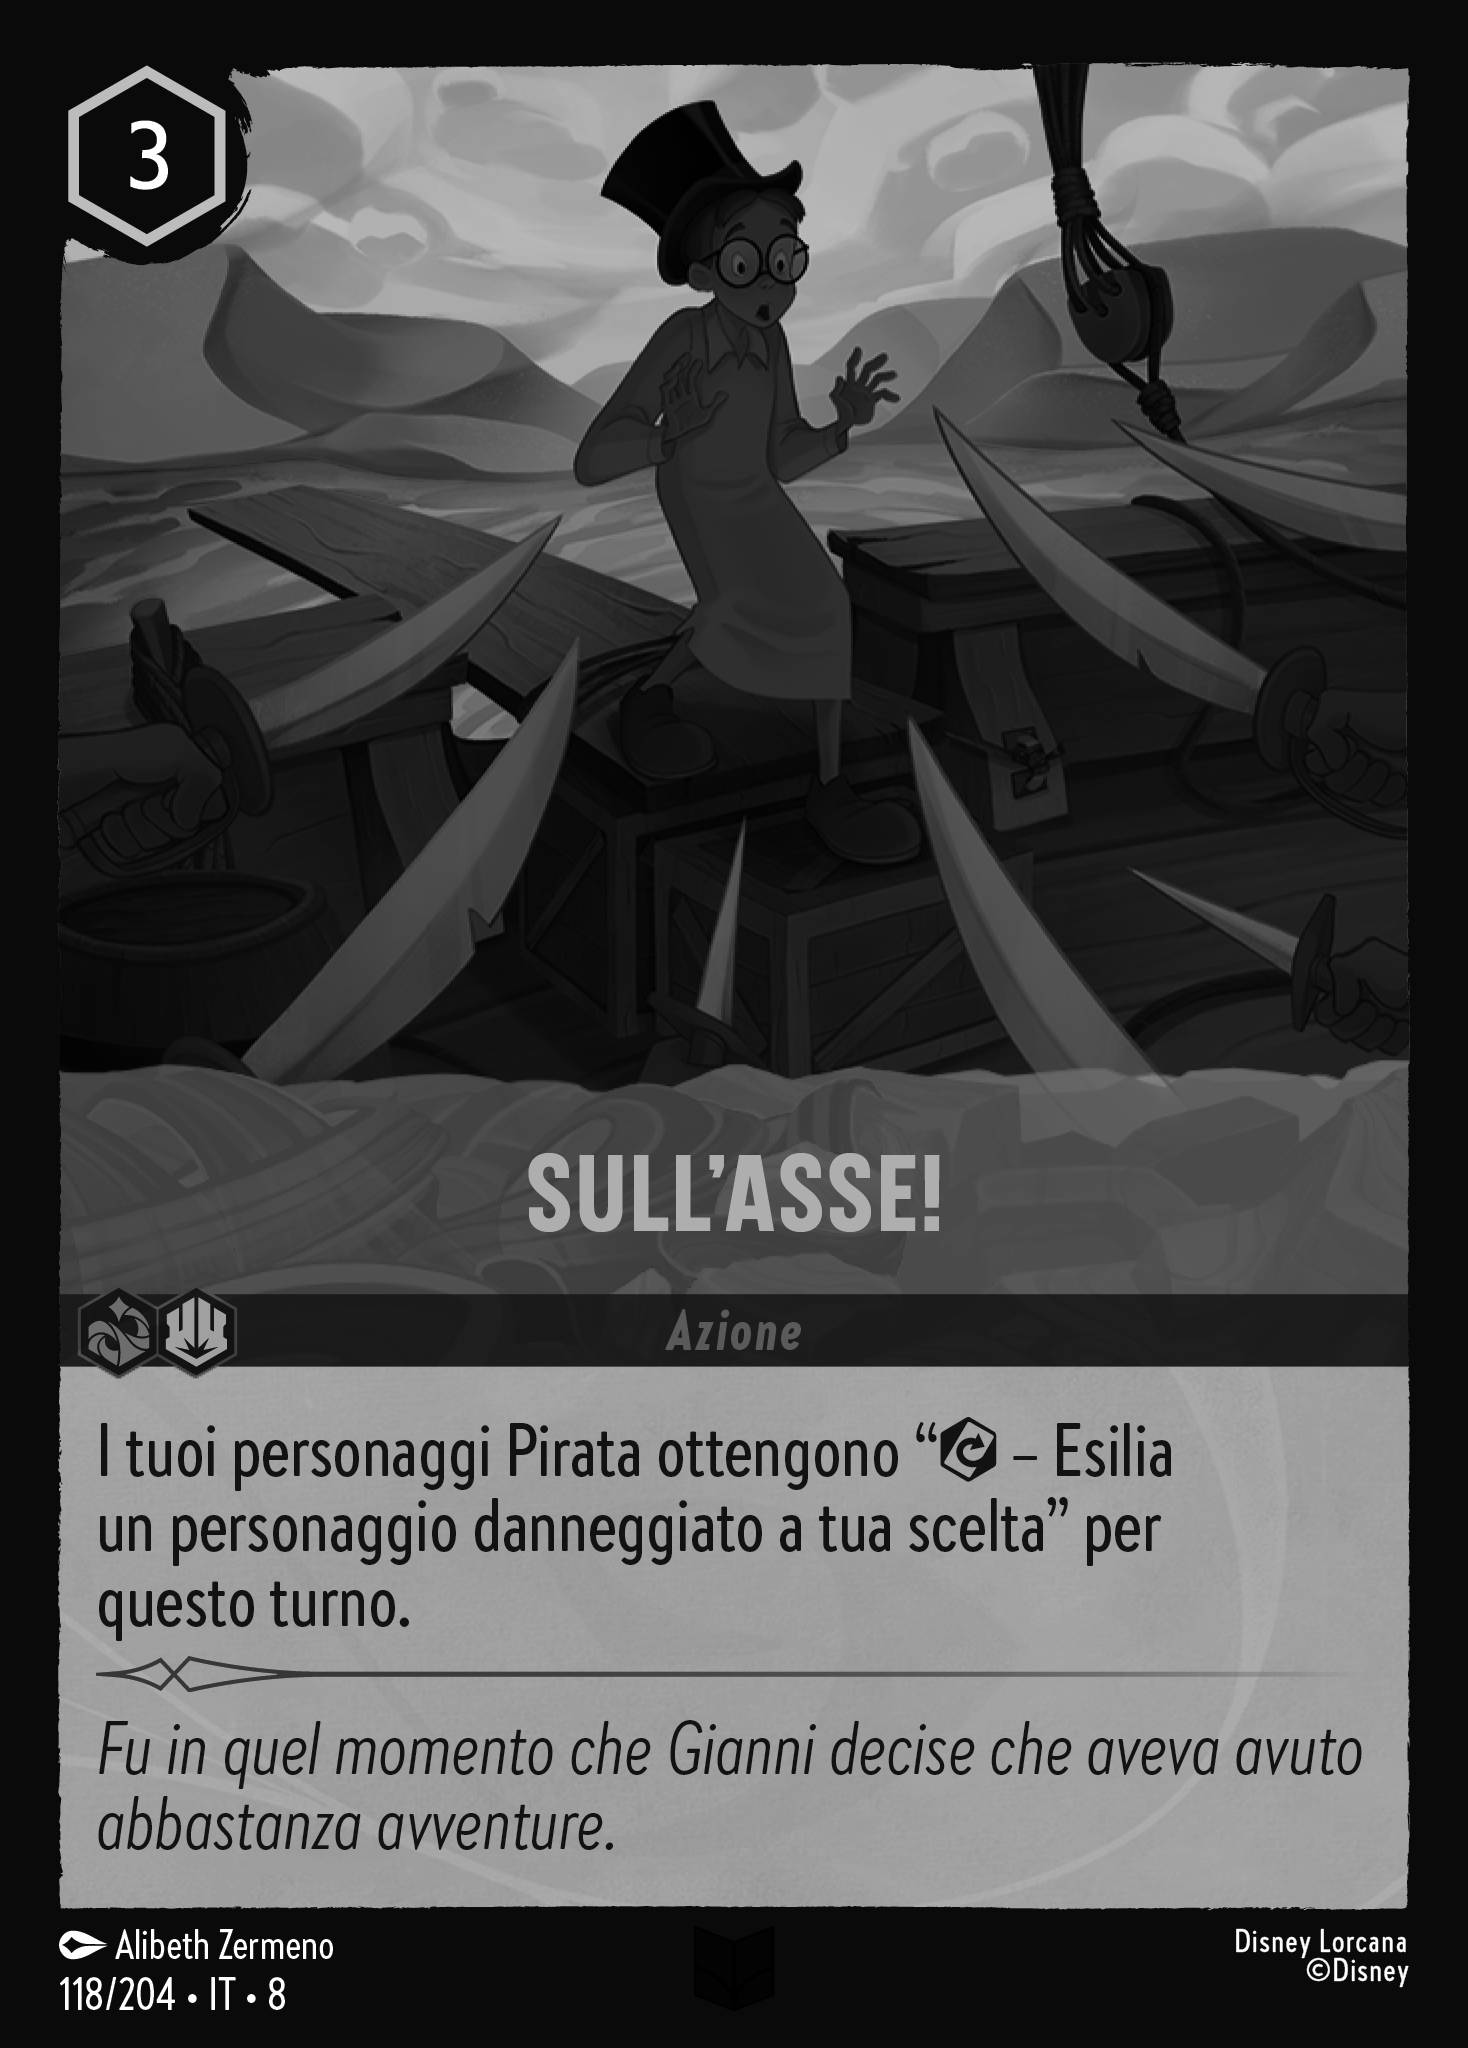 3
SULL'ASSE!
Azione
I tuoi personaggi Pirata ottengono “ – Esilia
un personaggio danneggiato a tua scelta” per
questo turno.
Fu in quel momento che Gianni decise che aveva avuto
abbastanza avventure.
Alibeth Zermeno
118/204 • IT • 8
Disney Lorcana
©Disney